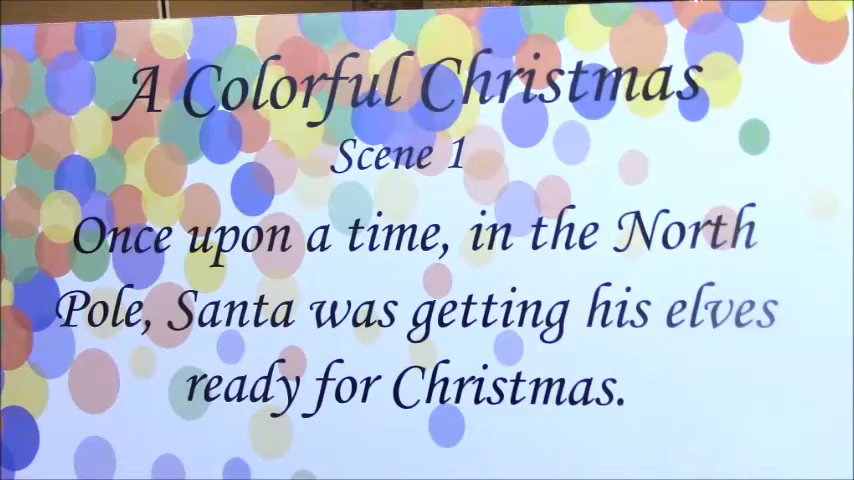 A Colorful Christmas
Scene 1
Once upon a time, in the North
Pole, Santa was getting his elves
ready for Christmas.